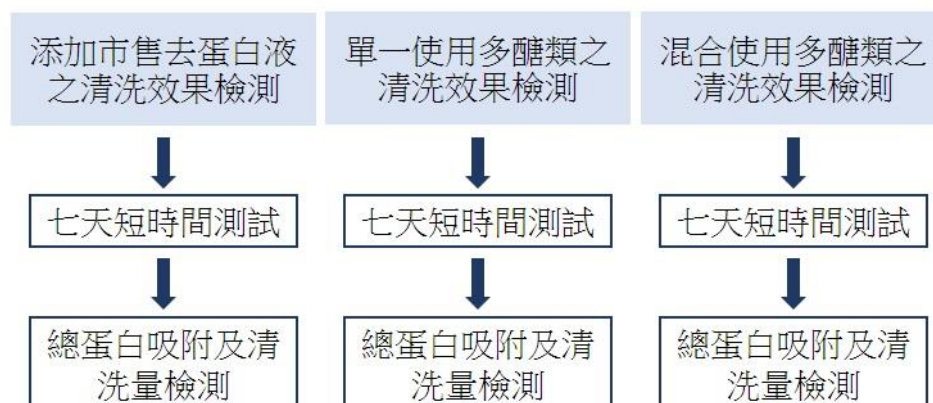 添加市售去蛋白液
之清洗效果檢測
單一使用多醣類之
清洗效果檢測
混合使用多醣類之
清洗效果檢測
七天短時間測試
七天短時間測試
七天短時間測試
總蛋白吸附及清
洗量檢測
總蛋白吸附及清
洗量檢測
總蛋白吸附及清
洗量檢測